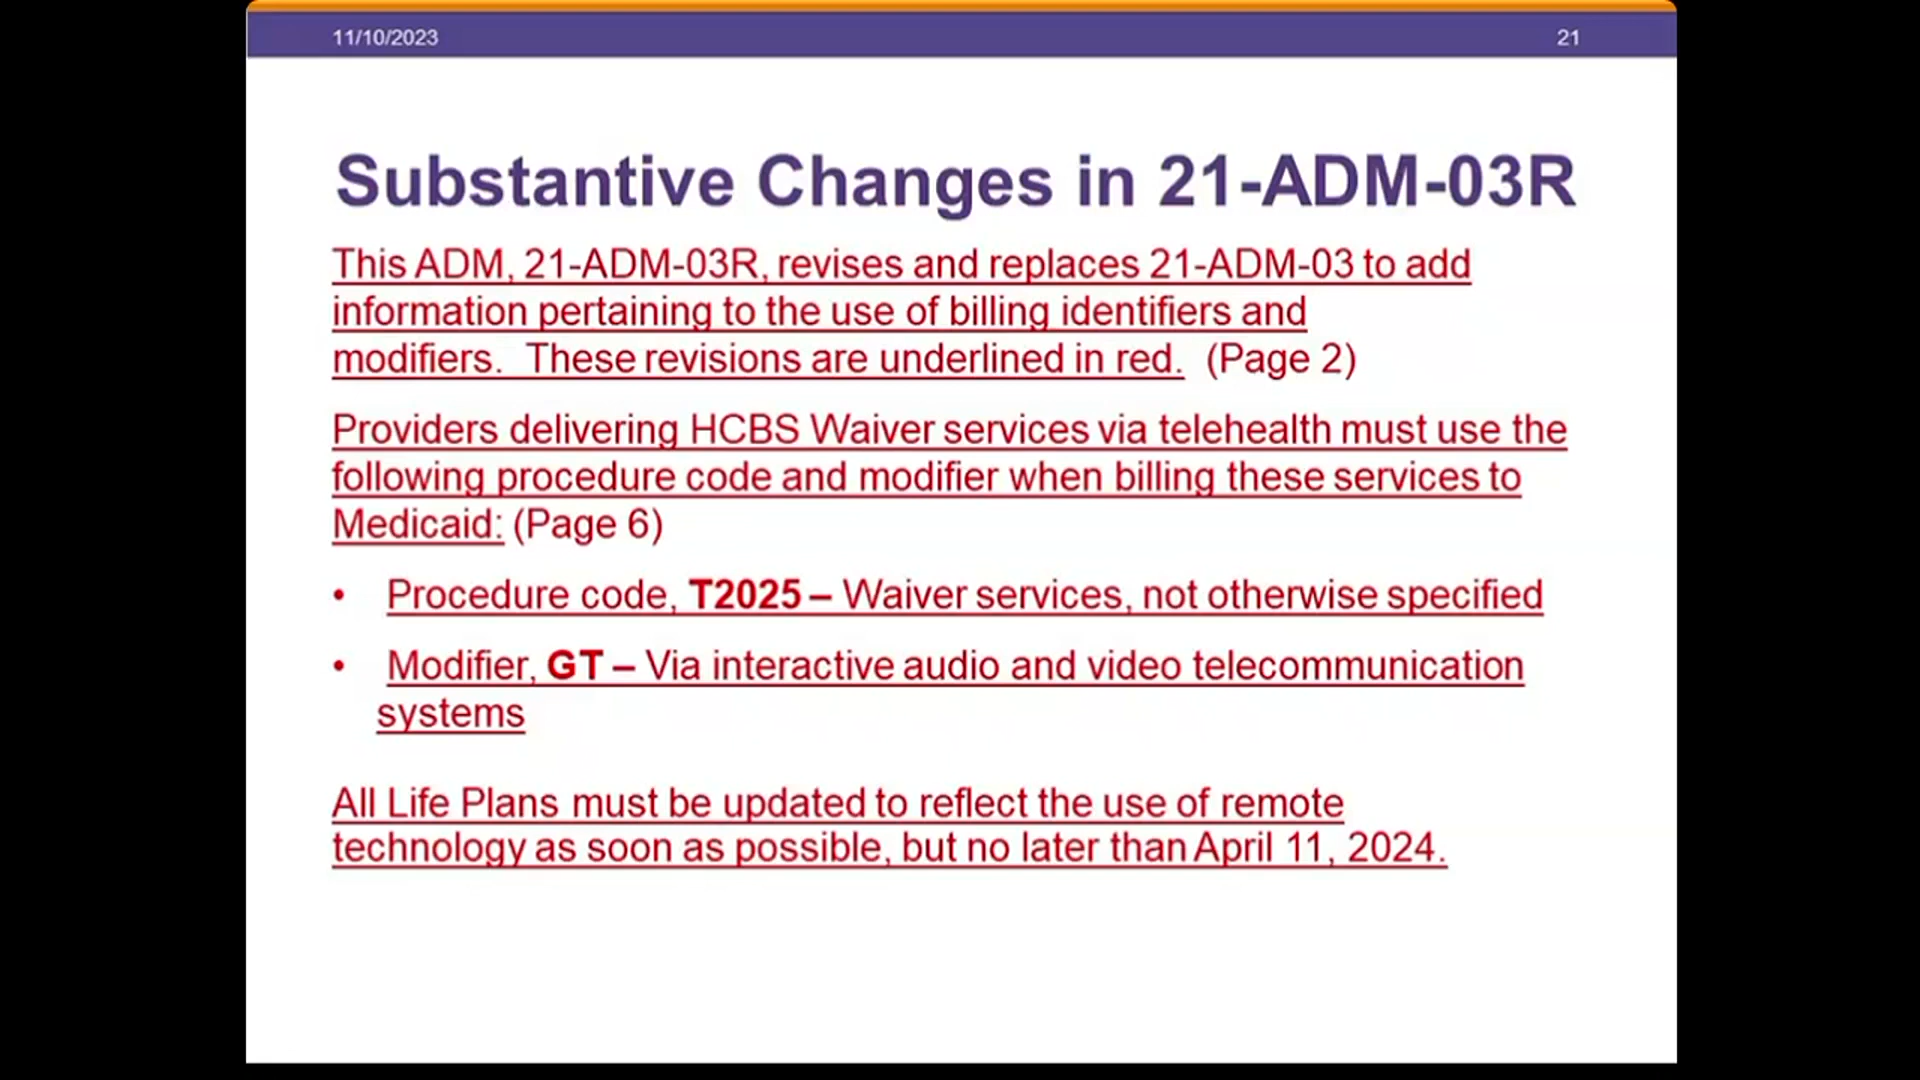 11/10/2023
21
Substantive Changes in 21-ADM-03R
This ADM, 21-ADM-03R, revises and replaces 21-ADM-03 to add
information pertaining to the use of billing identifiers and
modifiers.  These revisions are underlined in red.  (Page 2)
Providers delivering HCBS Waiver services via telehealth must use the
following procedure code and modifier when billing these services to
Medicaid: (Page 6)
• Procedure code, T2025 – Waiver services, not otherwise specified
• Modifier, GT – Via interactive audio and video telecommunication
systems
All Life Plans must be updated to reflect the use of remote
technology as soon as possible, but no later than April 11, 2024.